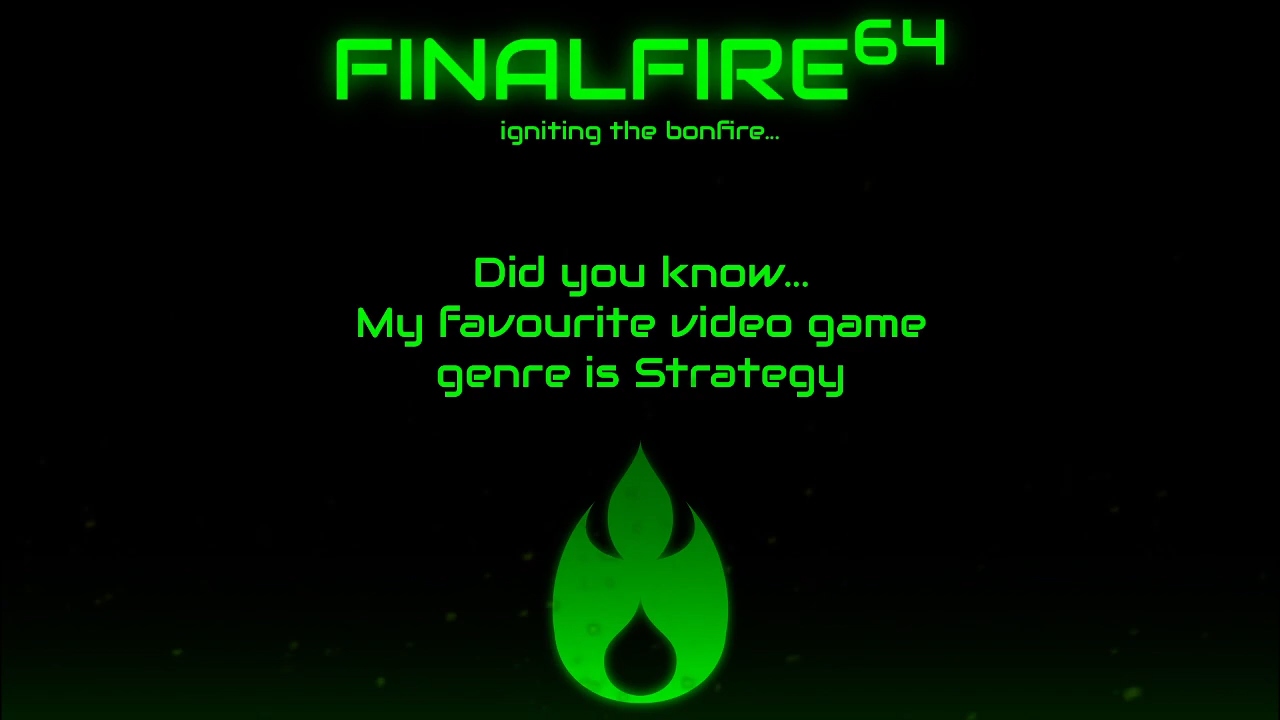 FINALFIRE64
igniting the bonfire...
Did you know...
My favourite video game
genre is Strategy